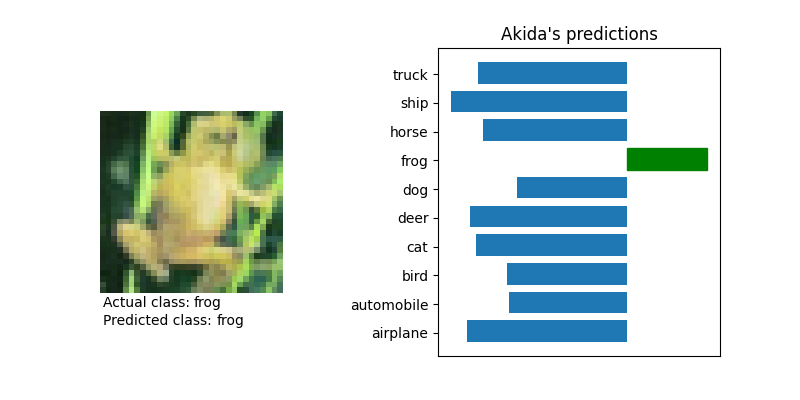 Akida's predictions
truck
ship
horse
frog
dog
deer
cat
bird
automobile
airplane
Actual class: frog
Predicted class: frog